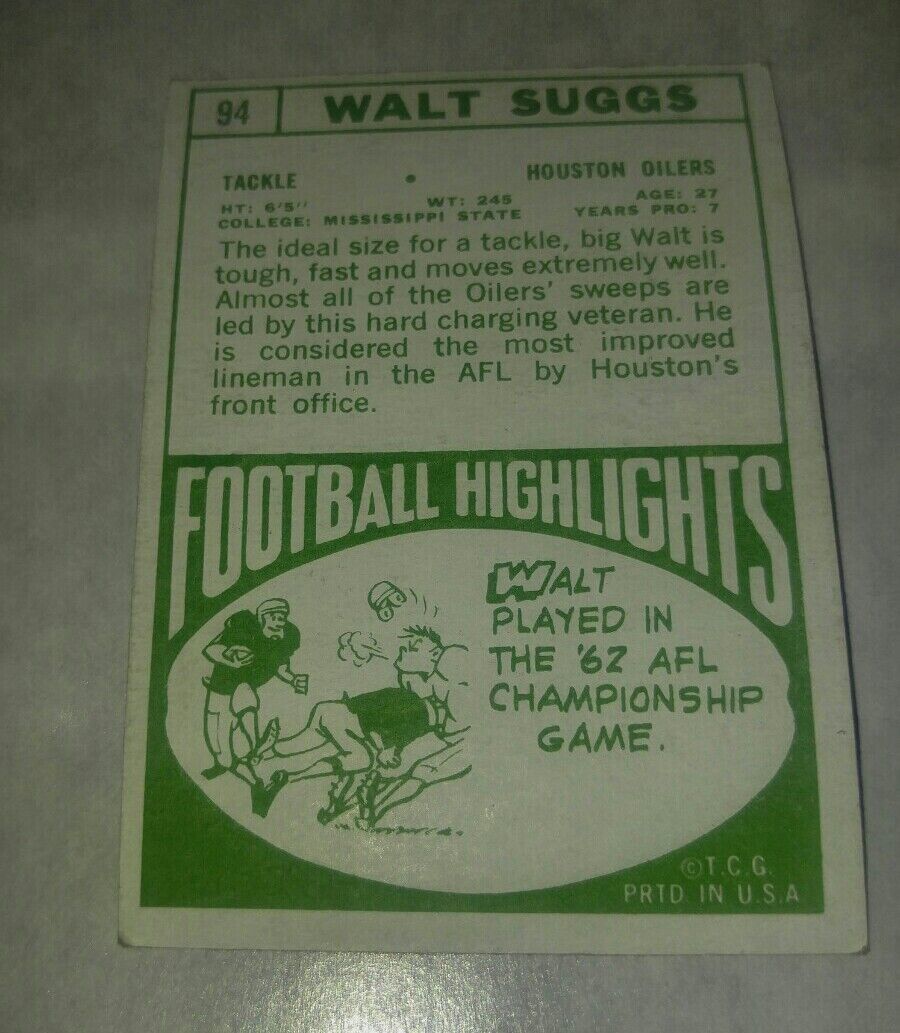 94 WALT SUGGS
TACKLE • HOUSTON OILERS
HT: 6'5" WT: 245 AGE: 27
COLLEGE: MISSISSIPPI STATE YEARS PRO: 7
The ideal size for a tackle, big Walt is
tough, fast and moves extremely well.
Almost all of the Oilers' sweeps are
led by this hard charging veteran. He
is considered the most improved
lineman in the AFL by Houston's
front office.
FOOTBALL HIGHLIGHTS
WALT
PLAYED IN
THE '62 AFL
CHAMPIONSHIP
GAME.
©T.C.G.
PRTD IN U.S.A